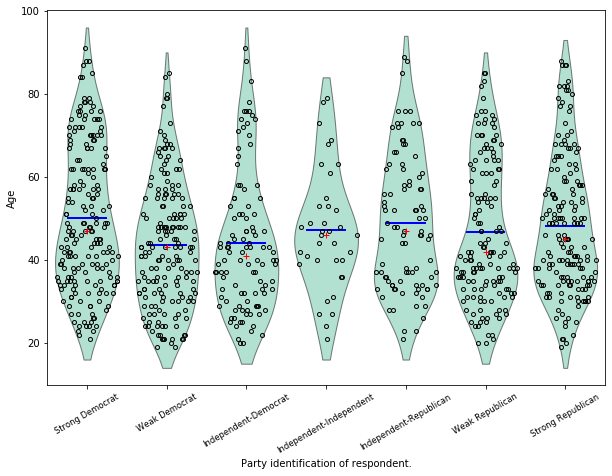 100
80
60
40
20
Age
Strong Democrat
Weak Democrat
Independent-Democrat
Independent-Independent
Independent-Republican
Weak Republican
Strong Republican
Party identification of respondent.